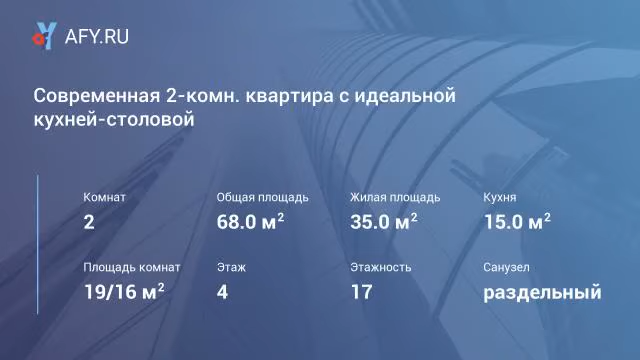 AFY.RU
Современная 2-комн. квартира с идеальной
кухней-столовой
Комнат
2
Общая площадь
68.0 м²
Жилая площадь
35.0 м²
Кухня
15.0 м²
Площадь комнат
19/16 м²
Этаж
4
Этажность
17
Санузел
раздельный